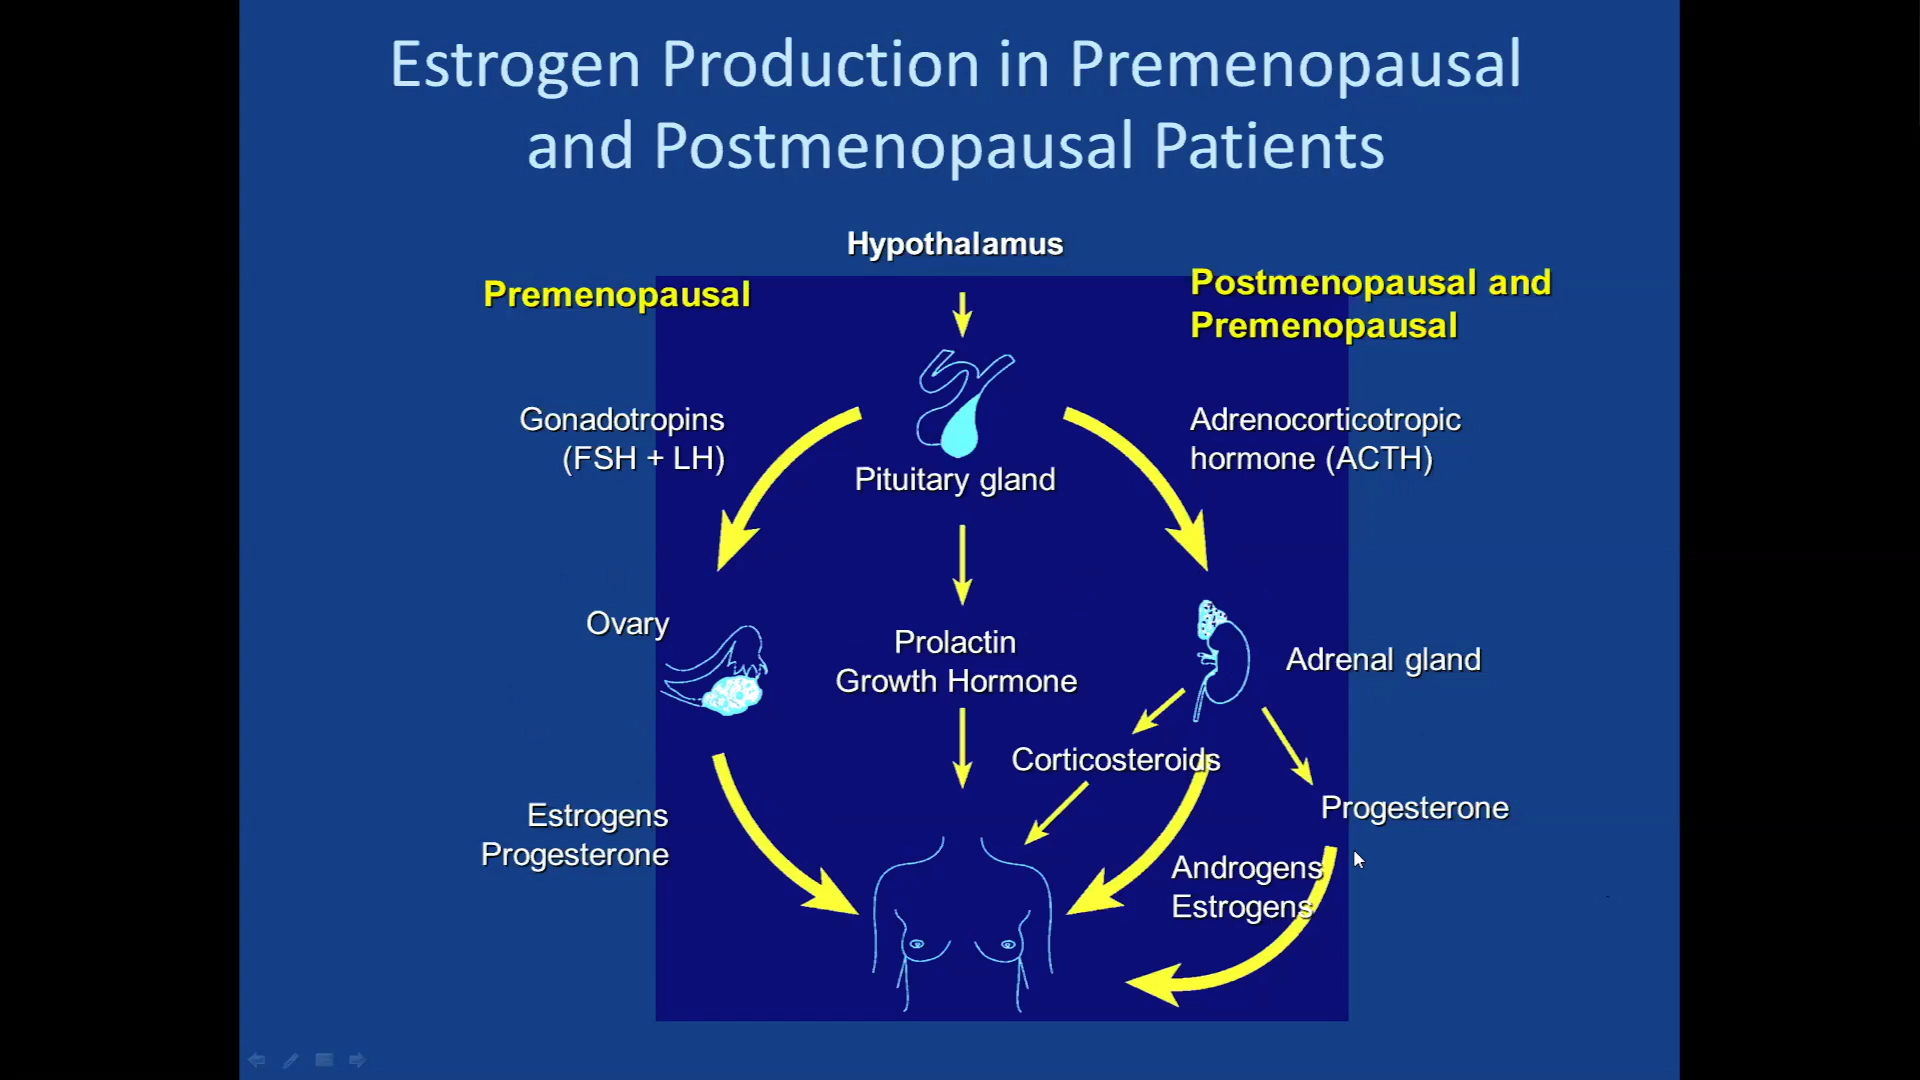 Estrogen Production in Premenopausal
and Postmenopausal Patients
Hypothalamus
Premenopausal
Postmenopausal and
Premenopausal
Gonadotropins
(FSH + LH)
Pituitary gland
Adrenocorticotropic
hormone (ACTH)
Ovary
Prolactin
Growth Hormone
Adrenal gland
Corticosteroids
Progesterone
Estrogens
Progesterone
Androgens
Estrogens